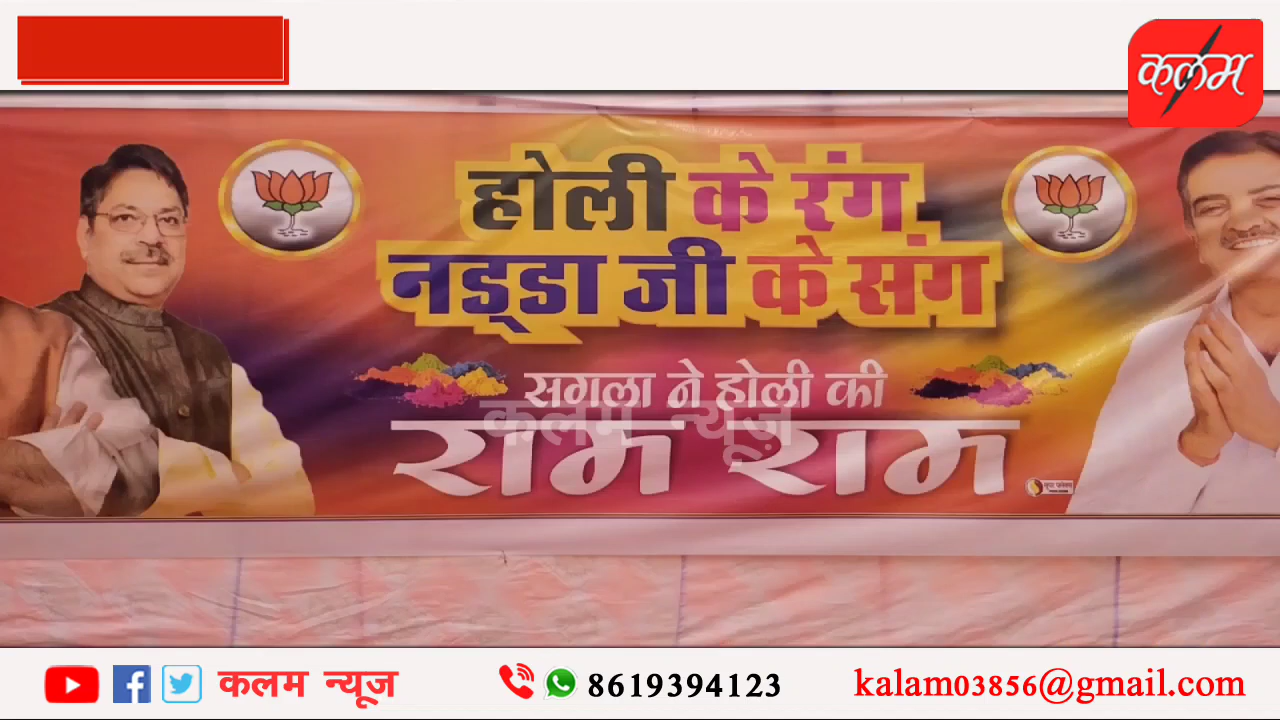 कलम
होली के रंग
नड्डा जी के संग
सगला ने होली की
राम राम
कलम न्यूज़
कलम न्यूज
8619394123
kalam03856@gmail.com